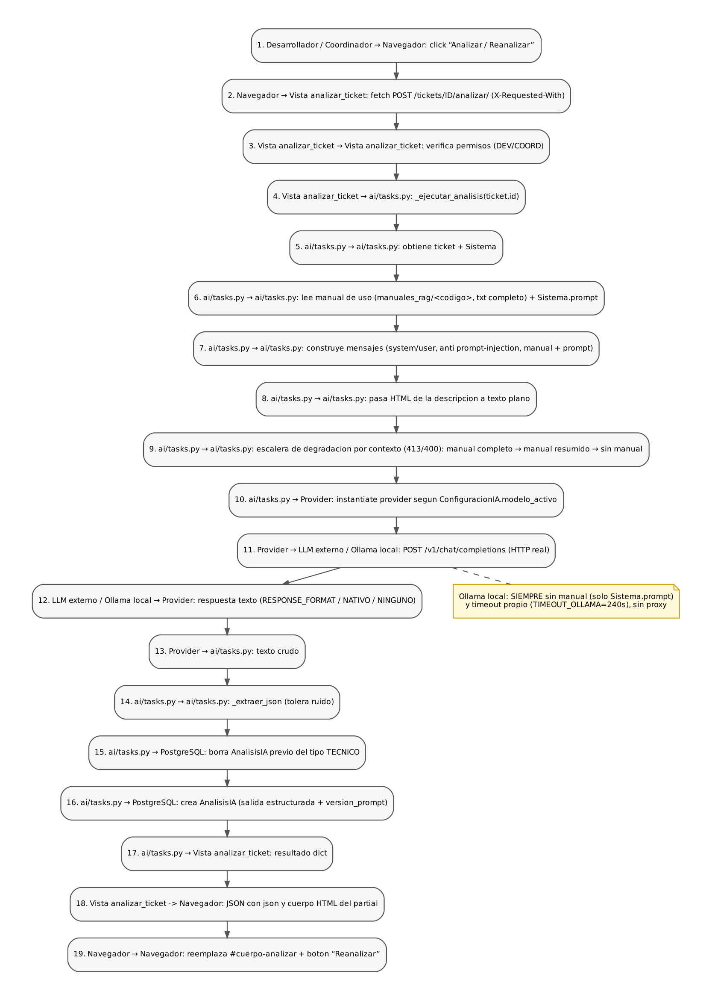 1. Desarrollador / Coordinador → Navegador: click “Analizar / Reanalizar”
2. Navegador → Vista analizar_ticket: fetch POST /tickets/ID/analizar/ (X-Requested-With)
3. Vista analizar_ticket → Vista analizar_ticket: verifica permisos (DEV/COORD)
4. Vista analizar_ticket → ai/tasks.py: _ejecutar_analisis(ticket.id)
5. ai/tasks.py → ai/tasks.py: obtiene ticket + Sistema
6. ai/tasks.py → ai/tasks.py: lee manual de uso (manuales_rag/<codigo>, txt completo) + Sistema.prompt
7. ai/tasks.py → ai/tasks.py: construye mensajes (system/user, anti prompt-injection, manual + prompt)
8. ai/tasks.py → ai/tasks.py: pasa HTML de la descripcion a texto plano
9. ai/tasks.py → ai/tasks.py: escalera de degradacion por contexto (413/400): manual completo → manual resumido → sin manual
10. ai/tasks.py → Provider: instantiate provider segun ConfiguracionIA.modelo_activo
11. Provider → LLM externo / Ollama local: POST /v1/chat/completions (HTTP real)
12. LLM externo / Ollama local → Provider: respuesta texto (RESPONSE_FORMAT / NATIVO / NINGUNO)
Ollama local: SIEMPRE sin manual (solo Sistema.prompt)
y timeout propio (TIMEOUT_OLLAMA=240s), sin proxy
13. Provider → ai/tasks.py: texto crudo
14. ai/tasks.py → ai/tasks.py: _extraer_json (tolera ruido)
15. ai/tasks.py → PostgreSQL: borra AnalisisIA previo del tipo TECNICO
16. ai/tasks.py → PostgreSQL: crea AnalisisIA (salida estructurada + version_prompt)
17. ai/tasks.py → Vista analizar_ticket: resultado dict
18. Vista analizar_ticket -> Navegador: JSON con json y cuerpo HTML del partial
19. Navegador → Navegador: reemplaza #cuerpo-analizar + boton “Reanalizar”